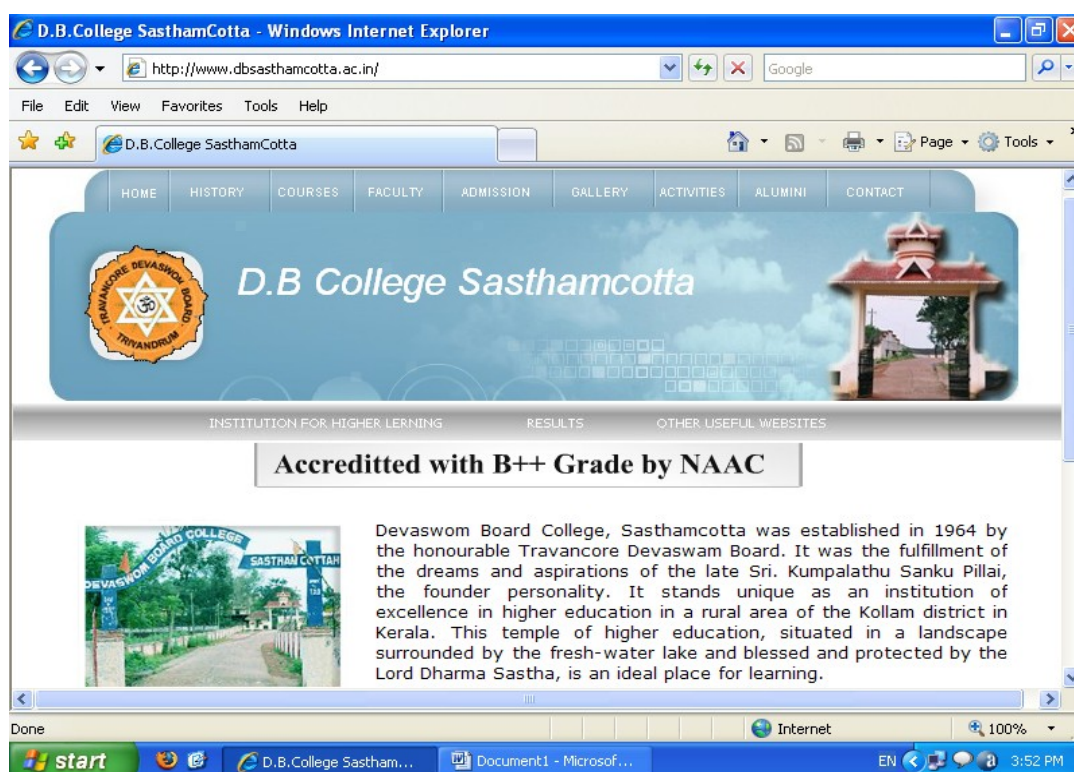 D.B.College SasthamCotta - Windows Internet Explorer
http://www.dbsasthamcotta.ac.in/
Google
File Edit View Favorites Tools Help
D.B.College SasthamCotta
Page Tools
HOME HISTORY COURSES FACULTY ADMISSION GALLERY ACTIVITIES ALUMINI CONTACT
TRAVANCORE DEVASWOM BOARD
TRIVANDRUM
D.B College Sasthamcotta
INSTITUTION FOR HIGHER LERNING RESULTS OTHER USEFUL WEBSITES
Accreditted with B++ Grade by NAAC
DEVASWOM BOARD COLLEGE
SASTHAN COTTAH
Devaswom Board College, Sasthamcotta was established in 1964 by
the honourable Travancore Devaswam Board. It was the fulfillment of
the dreams and aspirations of the late Sri. Kumpalathu Sanku Pillai,
the founder personality. It stands unique as an institution of
excellence in higher education in a rural area of the Kollam district in
Kerala. This temple of higher education, situated in a landscape
surrounded by the fresh-water lake and blessed and protected by the
Lord Dharma Sastha, is an ideal place for learning.
Done Internet 100%
start D.B.College Sastham... Document1 - Microsof... EN 3:52 PM